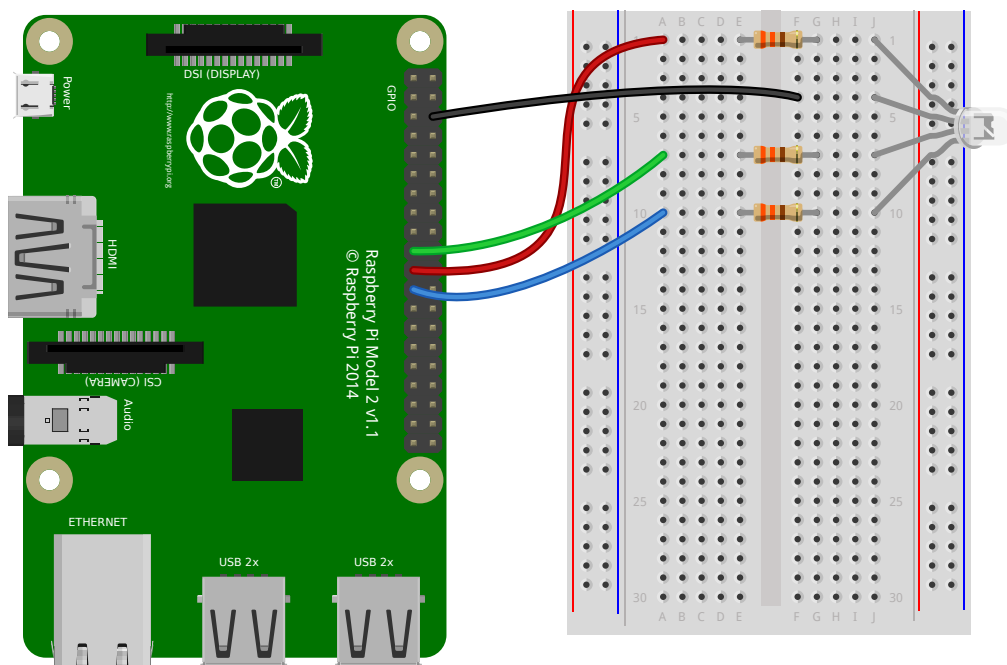 DSI (DISPLAY)
Power
GPIO
http://www.raspberrypi.org
TM
HDMI
Raspberry Pi Model 2 v1.1
© Raspberry Pi 2014
CSI (CAMERA)
Audio
ETHERNET
USB 2x
USB 2x
A B C D E F G H I J
1 1
5 5
10 10
15 15
20 20
25 25
30 30
A B C D E F G H I J